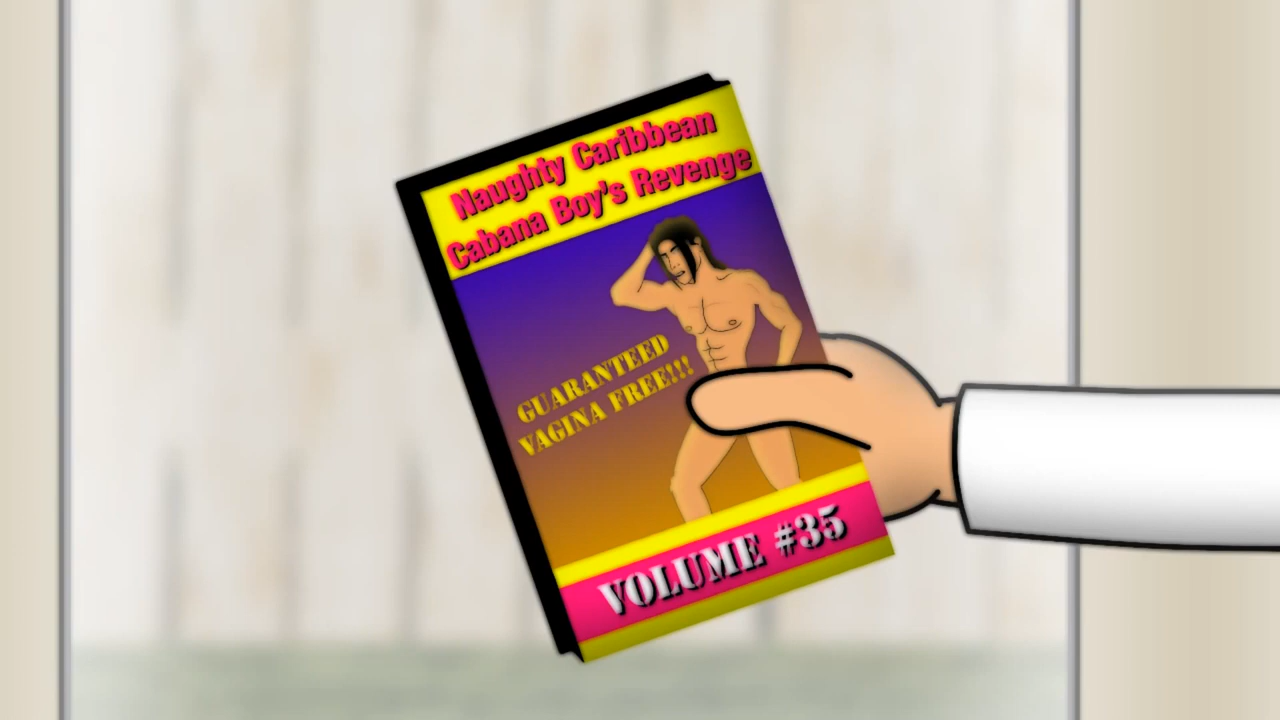 Naughty Caribbean
Cabana Boy's Revenge
GUARANTEED
VAGINA FREE!!!
VOLUME #35